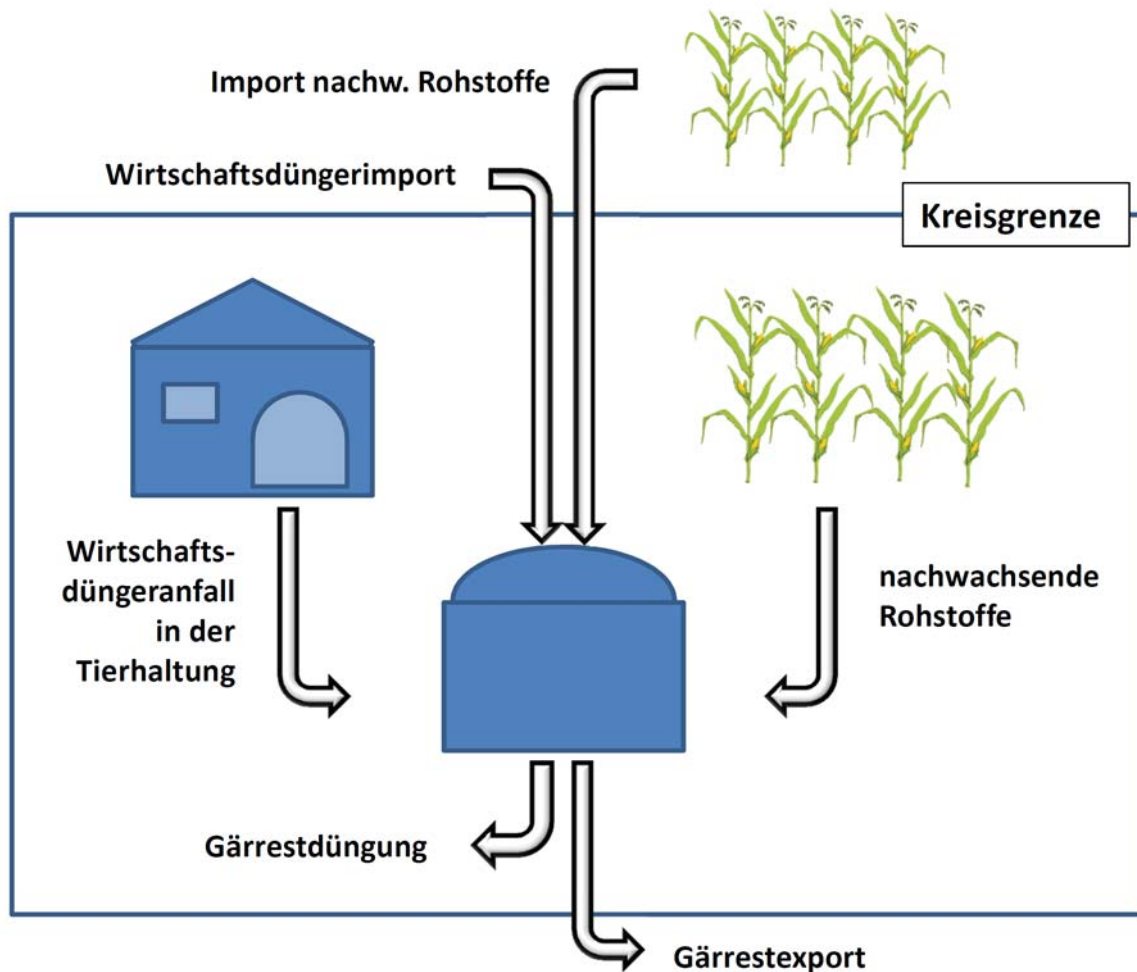 Import nachw. Rohstoffe
Wirtschaftsdüngerimport
Kreisgrenze
Wirtschafts-
düngeranfall
in der
Tierhaltung
nachwachsende
Rohstoffe
Gärrestdüngung
Gärrestexport